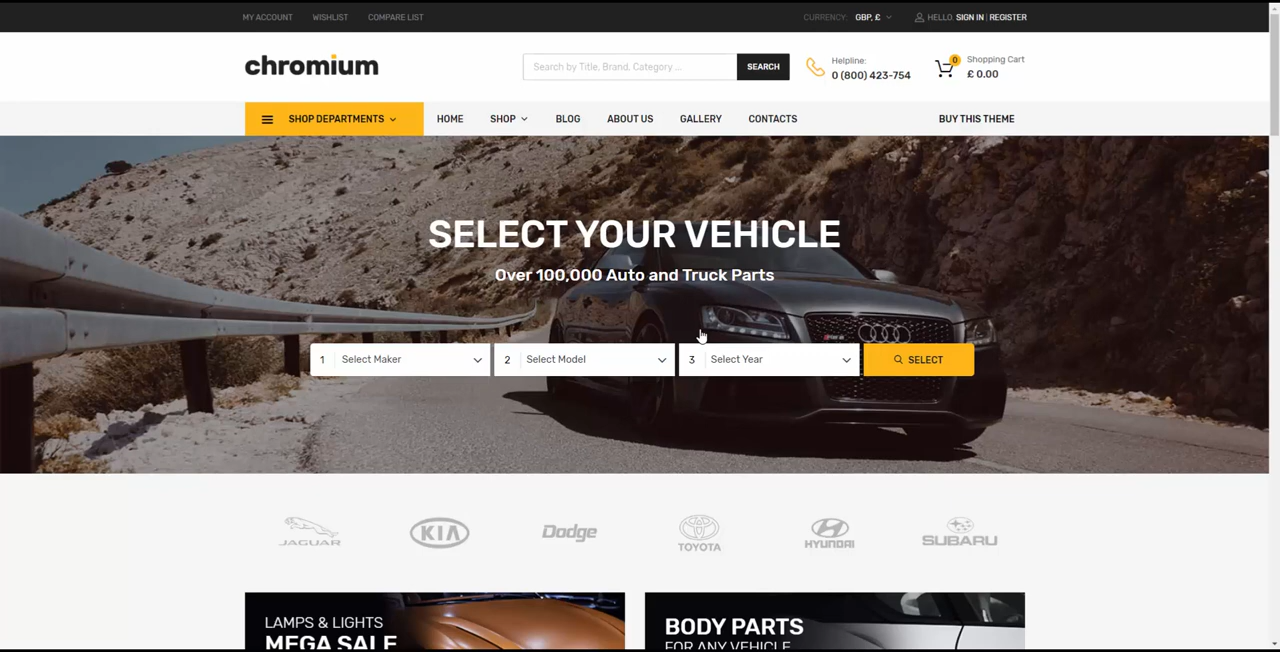 MY ACCOUNT WISHLIST COMPARE LIST CURRENCY: GBP, £ HELLO. SIGN IN | REGISTER
chromium
Search by Title, Brand, Category ... SEARCH
Helpline:
0 (800) 423-754
0
Shopping Cart
£ 0.00
SHOP DEPARTMENTS HOME SHOP BLOG ABOUT US GALLERY CONTACTS BUY THIS THEME
SELECT YOUR VEHICLE
Over 100,000 Auto and Truck Parts
1 Select Maker 2 Select Model 3 Select Year SELECT
JAGUAR KIA Dodge TOYOTA HYUNDAI SUBARU
LAMPS & LIGHTS
MEGA SALE
BODY PARTS
FOR ANY VEHICLE